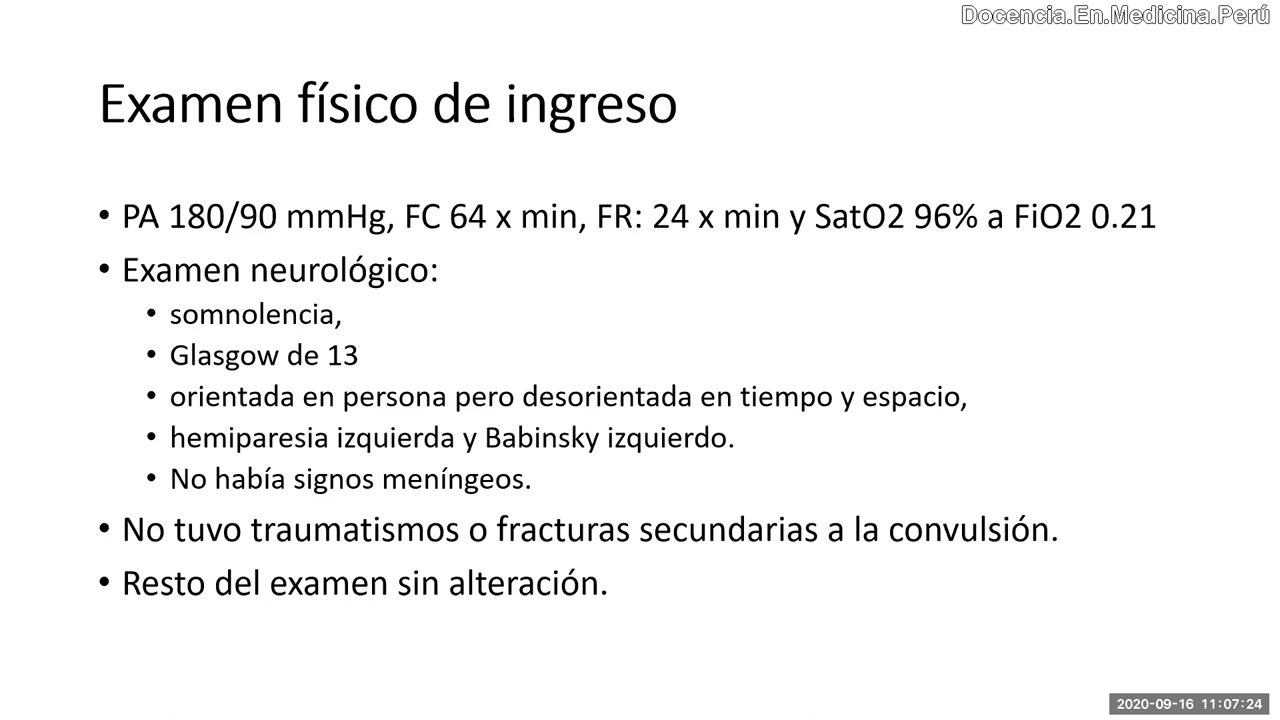 Docencia.En.Medicina.Perú
Examen físico de ingreso
• PA 180/90 mmHg, FC 64 x min, FR: 24 x min y SatO2 96% a FiO2 0.21
• Examen neurológico:
• somnolencia,
• Glasgow de 13
• orientada en persona pero desorientada en tiempo y espacio,
• hemiparesia izquierda y Babinsky izquierdo.
• No había signos meníngeos.
• No tuvo traumatismos o fracturas secundarias a la convulsión.
• Resto del examen sin alteración.
2020-09-16 11:07:24